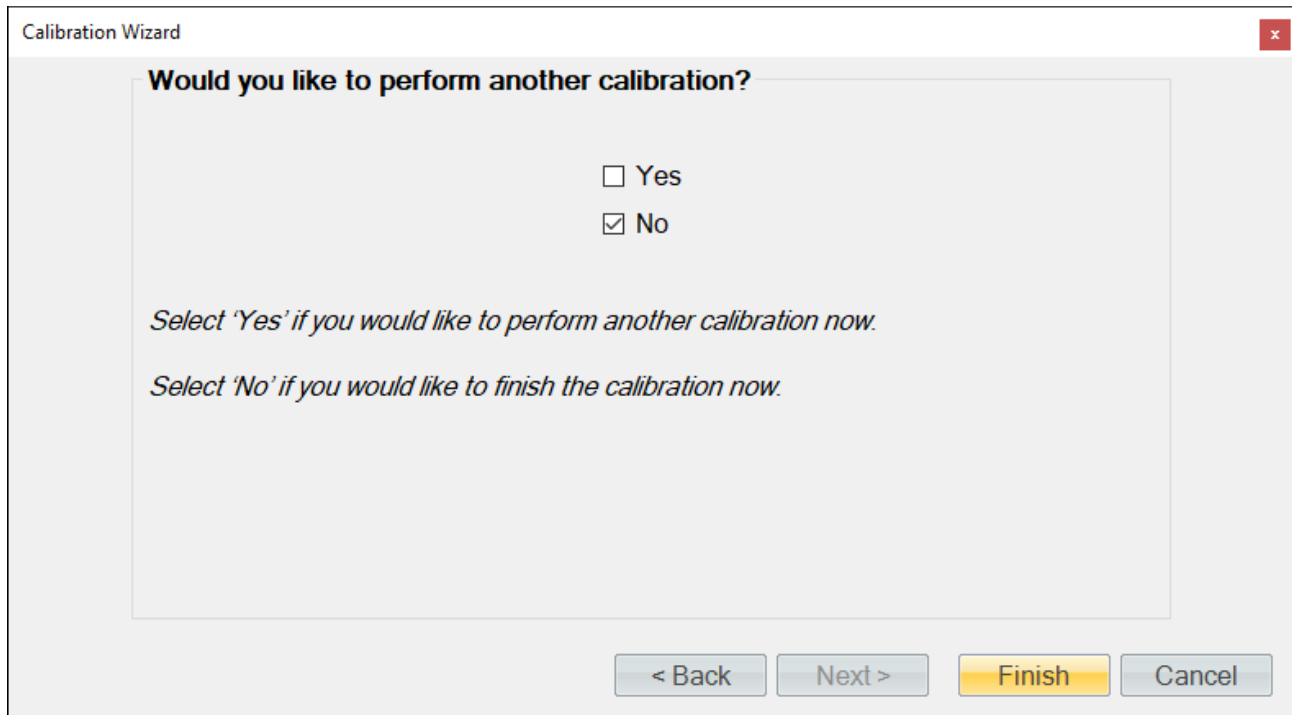 Calibration Wizard
x
Would you like to perform another calibration?
Yes
No
Select ‘Yes’ if you would like to perform another calibration now.
Select ‘No’ if you would like to finish the calibration now.
< Back Next > Finish Cancel